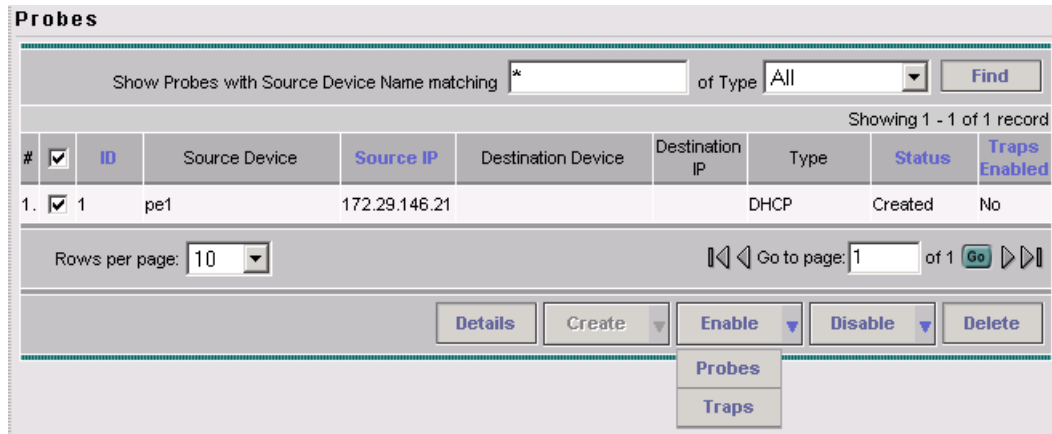 Probes
Show Probes with Source Device Name matching * of Type All Find
Showing 1 - 1 of 1 record
# ID Source Device Source IP Destination Device Destination IP Type Status Traps Enabled
1. 1 pe1 172.29.146.21 DHCP Created No
Rows per page: 10 Go to page: 1 of 1 Go
Details Create Enable Disable Delete
Probes
Traps